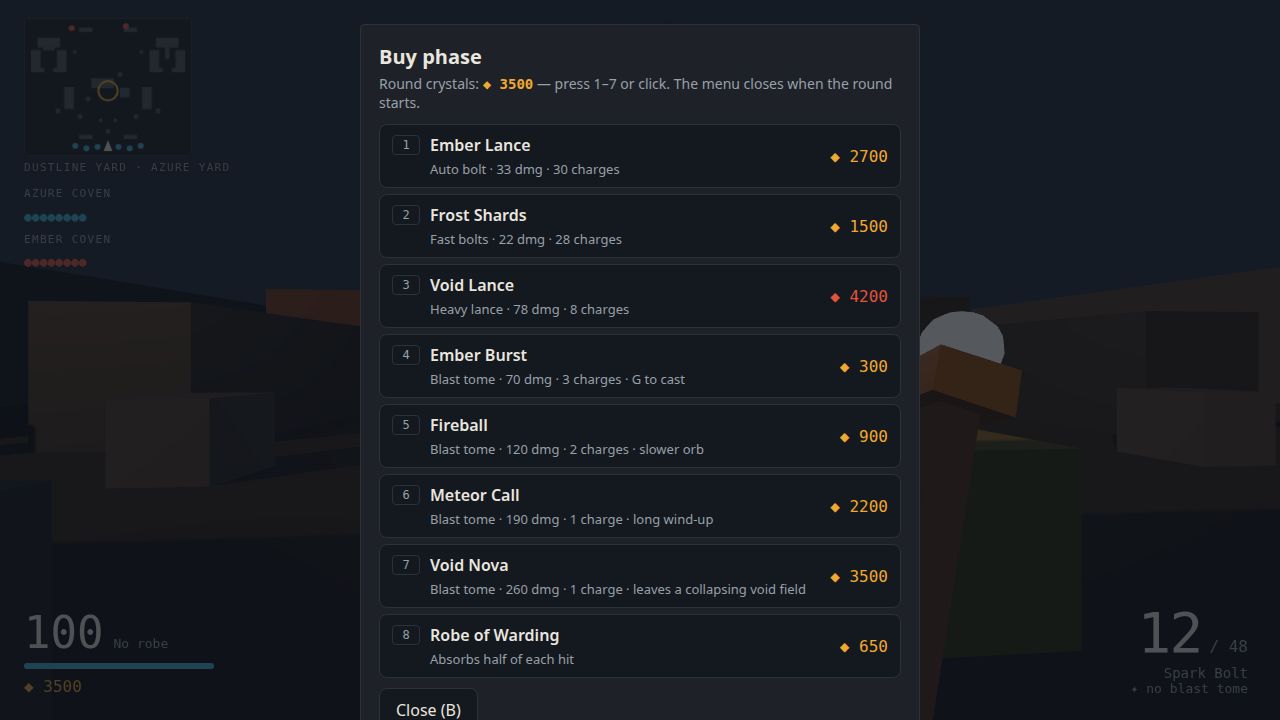 Buy phase
Round crystals: ◆ 3500 — press 1–7 or click. The menu closes when the round
starts.
1 Ember Lance ◆ 2700
Auto bolt · 33 dmg · 30 charges
2 Frost Shards ◆ 1500
Fast bolts · 22 dmg · 28 charges
3 Void Lance ◆ 4200
Heavy lance · 78 dmg · 8 charges
4 Ember Burst ◆ 300
Blast tome · 70 dmg · 3 charges · G to cast
5 Fireball ◆ 900
Blast tome · 120 dmg · 2 charges · slower orb
6 Meteor Call ◆ 2200
Blast tome · 190 dmg · 1 charge · long wind-up
7 Void Nova ◆ 3500
Blast tome · 260 dmg · 1 charge · leaves a collapsing void field
8 Robe of Warding ◆ 650
Absorbs half of each hit
Close (B)
DUSTLINE YARD · AZURE YARD
AZURE COVEN
EMBER COVEN
100 No robe
◆ 3500
12 / 48
Spark Bolt
✦ no blast tome